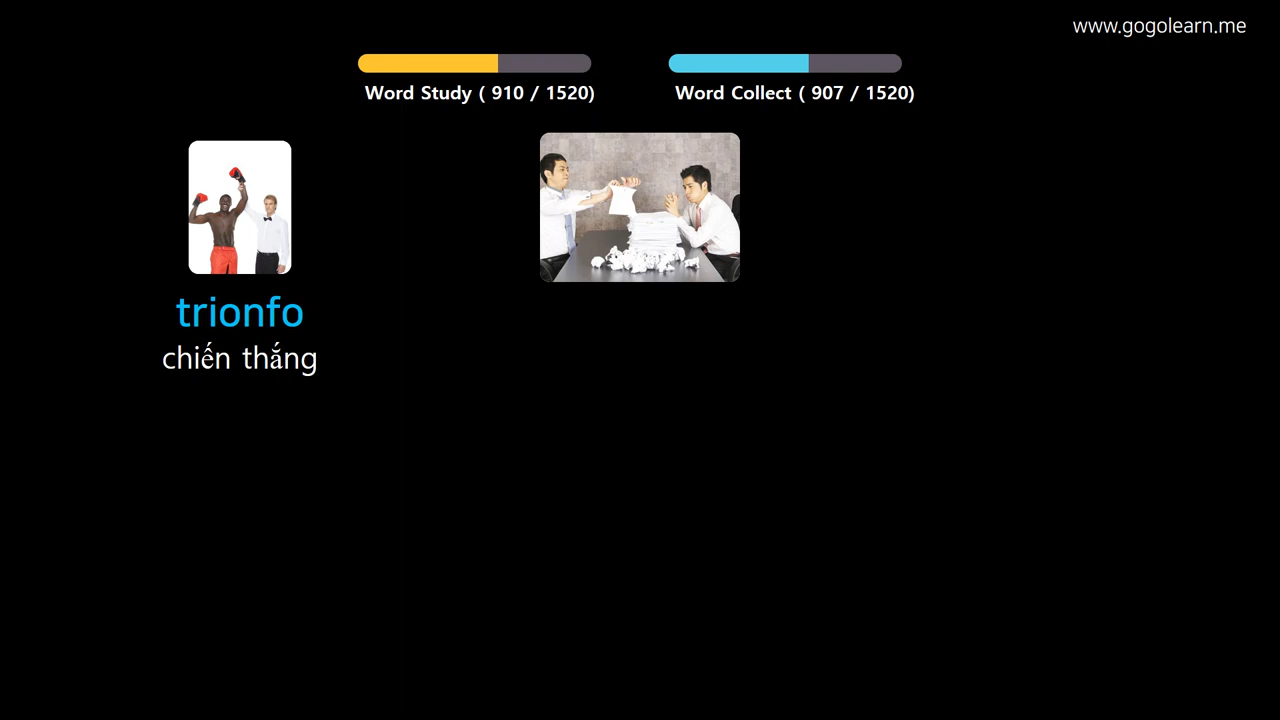 www.gogolearn.me
Word Study ( 910 / 1520)
Word Collect ( 907 / 1520)
trionfo
chiến thắng